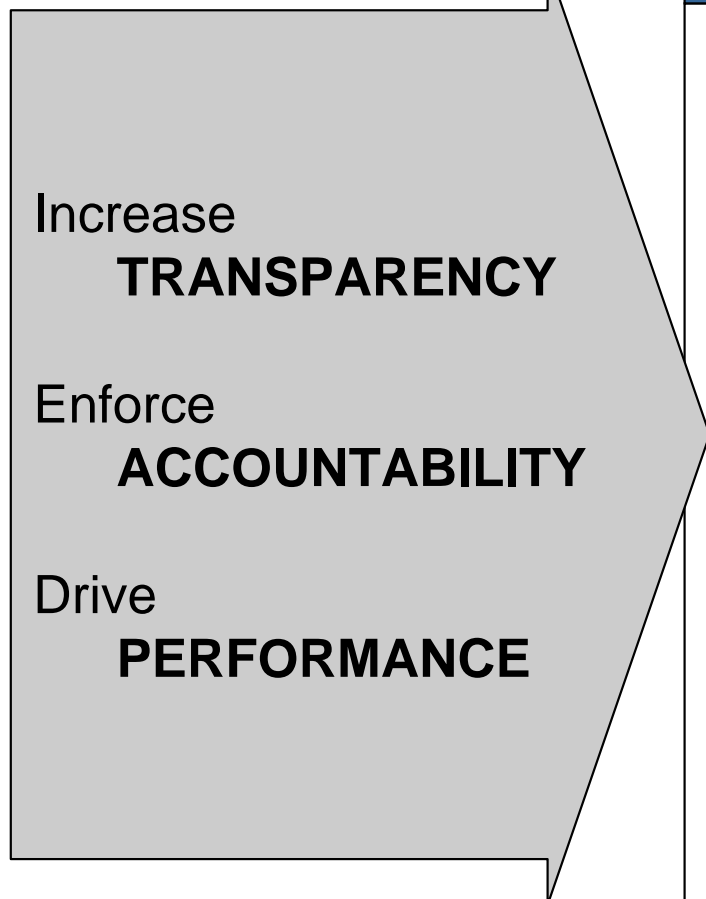 Increase
TRANSPARENCY
Enforce
ACCOUNTABILITY
Drive
PERFORMANCE